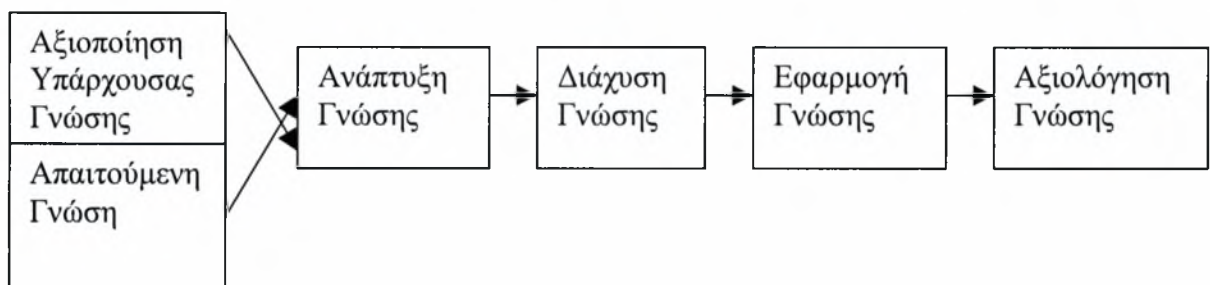 Αξιοποίηση
Υπάρχουσας
Γνώσης
Απαιτούμενη
Γνώση
Ανάπτυξη
Γνώσης
Διάχυση
Γνώσης
Εφαρμογή
Γνώσης
Αξιολόγηση
Γνώσης